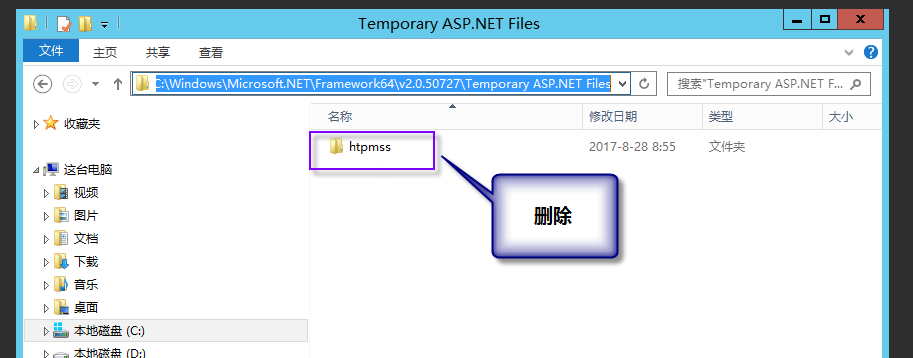 Temporary ASP.NET Files
文件 主页 共享 查看
C:\Windows\Microsoft.NET\Framework64\v2.0.50727\Temporary ASP.NET Files
搜索"Temporary ASP.NET F...
名称 修改日期 类型 大小
收藏夹
htpmss 2017-8-28 8:55 文件夹
这台电脑
视频
图片
删除
文档
下载
音乐
桌面
本地磁盘 (C:)
本地磁盘 (D:)